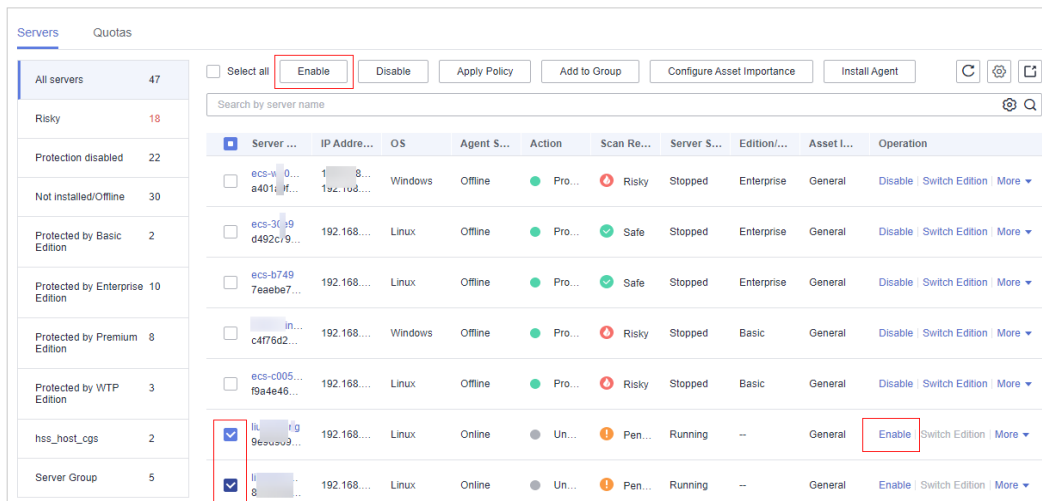 Servers Quotas
All servers 47
Risky 18
Protection disabled 22
Not installed/Offline 30
Protected by Basic 2
Edition
Protected by Enterprise 10
Edition
Protected by Premium 8
Edition
Protected by WTP 3
Edition
hss_host_cgs 2
Server Group 5
Select all Enable Disable Apply Policy Add to Group Configure Asset Importance Install Agent
Search by server name
Server ... IP Addre... OS Agent S... Action Scan Re... Server S... Edition/... Asset I... Operation
Windows Offline Pro... Risky Stopped Enterprise General Disable Switch Edition More
192.168.... Linux Offline Pro... Safe Stopped Enterprise General Disable Switch Edition More
ecs-b749
7eaebe7... 192.168.... Linux Offline Pro... Safe Stopped Enterprise General Disable Switch Edition More
c4f76d2... 192.168.... Windows Offline Pro... Risky Stopped Basic General Disable Switch Edition More
ecs-c005...
f9a4e46... 192.168.... Linux Offline Pro... Risky Stopped Basic General Disable Switch Edition More
192.168.... Linux Online Un... Pen... Running -- General Enable Switch Edition More
192.168.... Linux Online Un... Pen... Running -- General Enable Switch Edition More